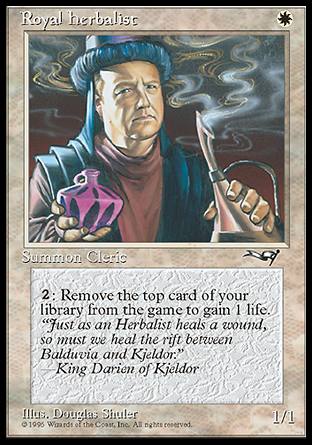 Royal Herbalist
Summon Cleric
2: Remove the top card of your
library from the game to gain 1 life.
"Just as an Herbalist heals a wound,
so must we heal the rift between
Balduvia and Kjeldor."
—King Darien of Kjeldor
Illus. Douglas Shuler
1/1
©1996 Wizards of the Coast, Inc. All rights reserved.